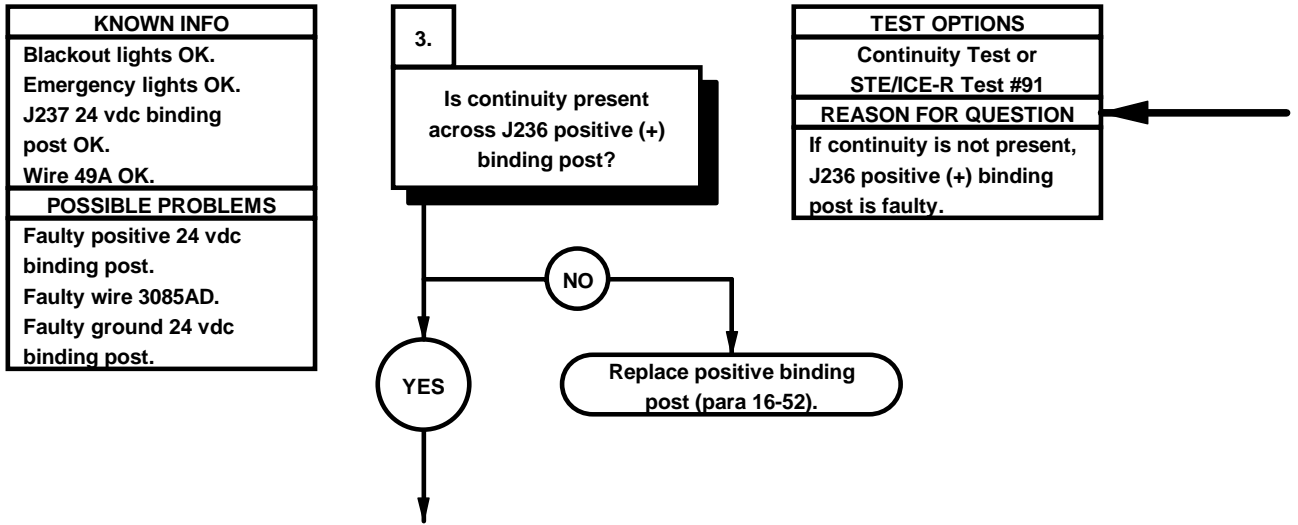 KNOWN INFO
Blackout lights OK.
Emergency lights OK.
J237 24 vdc binding
post OK.
Wire 49A OK.
POSSIBLE PROBLEMS
Faulty positive 24 vdc
binding post.
Faulty wire 3085AD.
Faulty ground 24 vdc
binding post.
3.
Is continuity present
across J236 positive (+)
binding post?
NO
YES
Replace positive binding
post (para 16-52).
TEST OPTIONS
Continuity Test or
STE/ICE-R Test #91
REASON FOR QUESTION
If continuity is not present,
J236 positive (+) binding
post is faulty.